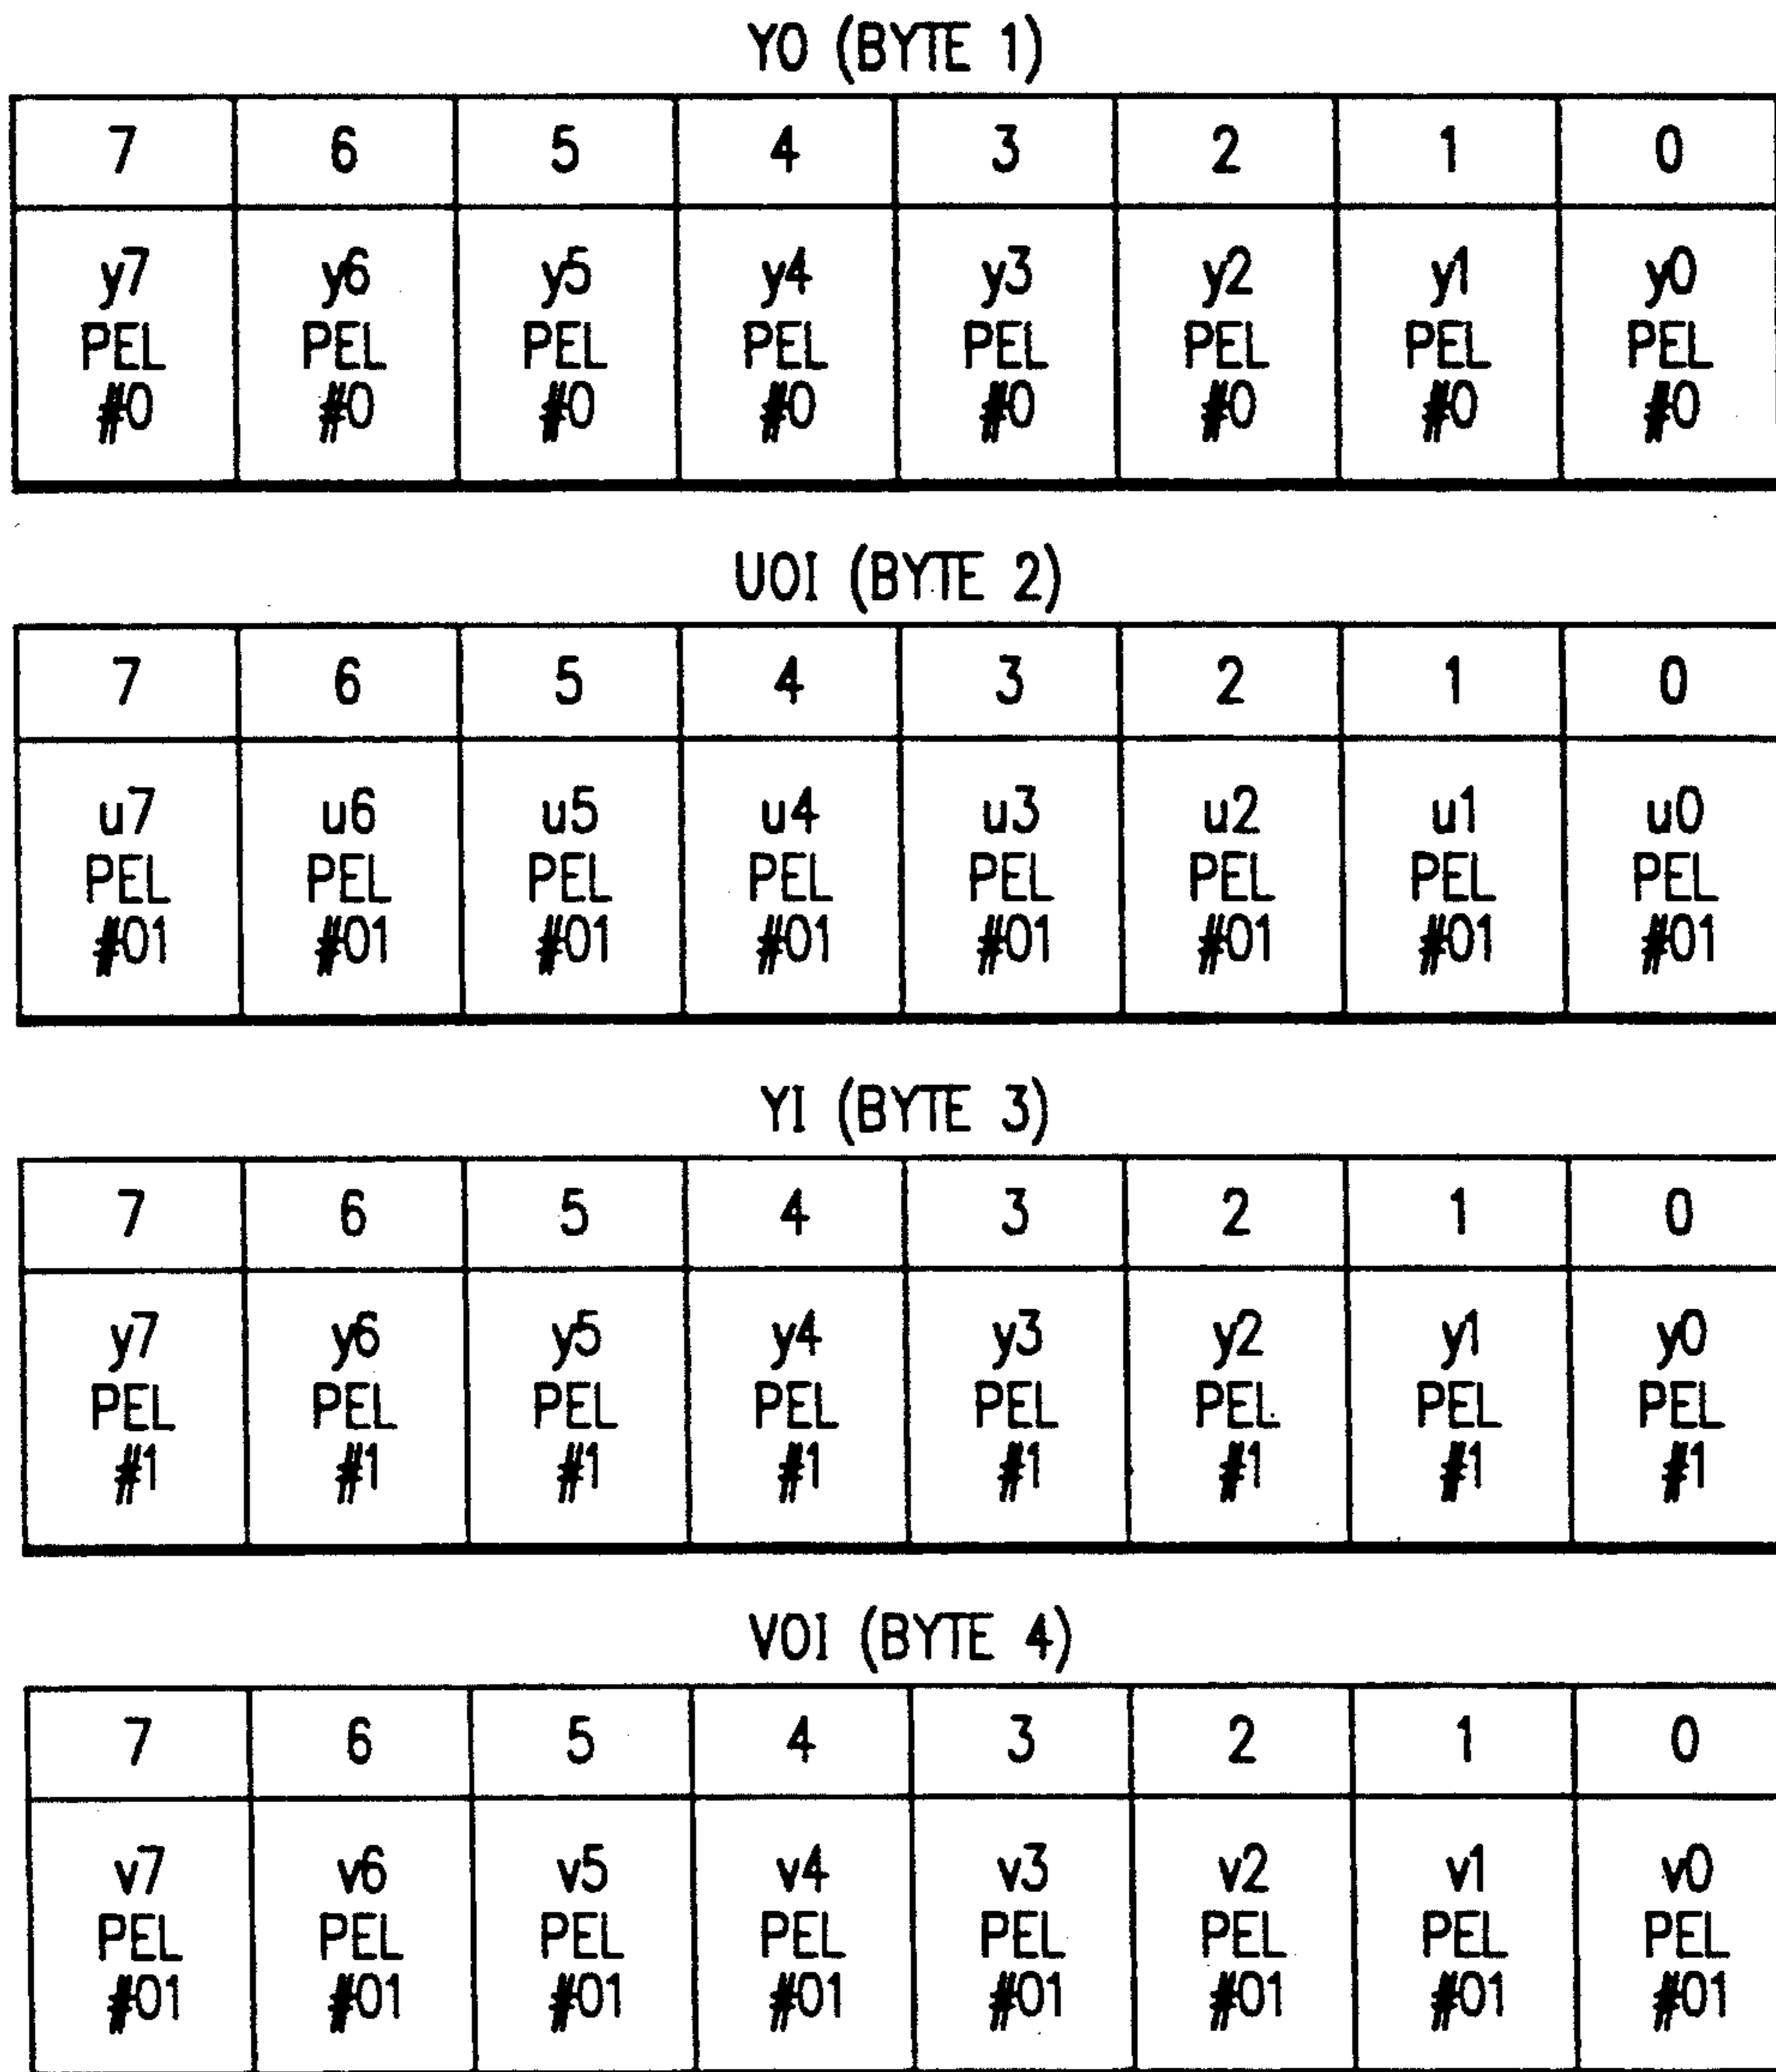 YO (BYTE 1)
7 6 5 4 3 2 1 0
y7 y6 y5 y4 y3 y2 y1 y0
PEL PEL PEL PEL PEL PEL PEL PEL
#0 #0 #0 #0 #0 #0 #0 #0
UOI (BYTE 2)
7 6 5 4 3 2 1 0
u7 u6 u5 u4 u3 u2 u1 u0
PEL PEL PEL PEL PEL PEL PEL PEL
#01 #01 #01 #01 #01 #01 #01 #01
YI (BYTE 3)
7 6 5 4 3 2 1 0
y7 y6 y5 y4 y3 y2 y1 y0
PEL PEL PEL PEL PEL PEL PEL PEL
#1 #1 #1 #1 #1 #1 #1 #1
VOI (BYTE 4)
7 6 5 4 3 2 1 0
v7 v6 v5 v4 v3 v2 v1 v0
PEL PEL PEL PEL PEL PEL PEL PEL
#01 #01 #01 #01 #01 #01 #01 #01